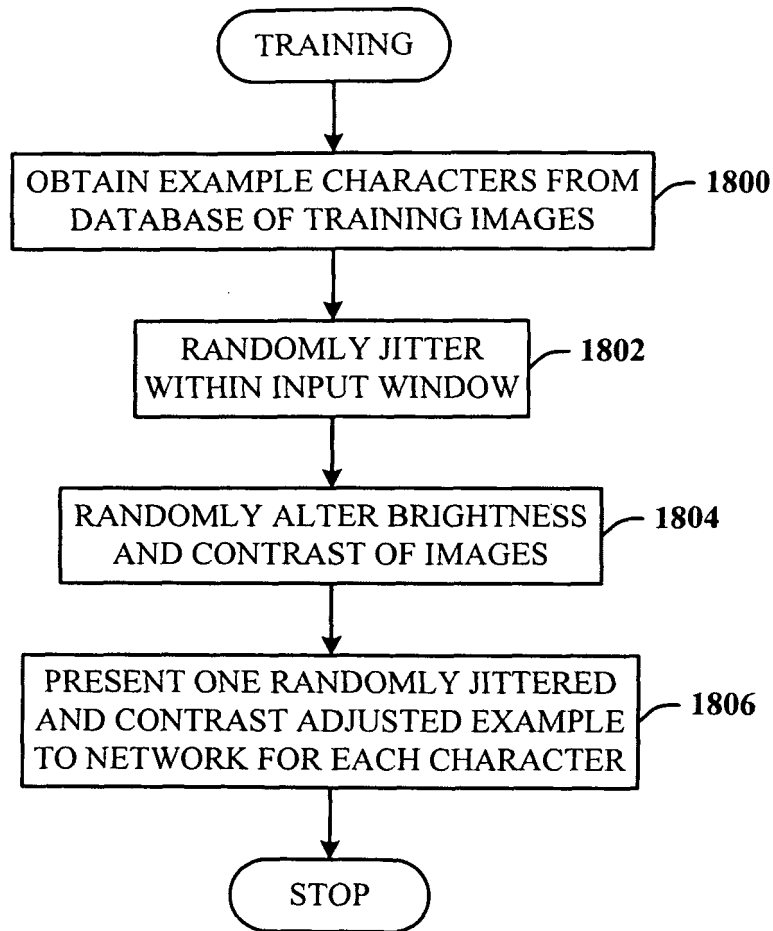 TRAINING
OBTAIN EXAMPLE CHARACTERS FROM
DATABASE OF TRAINING IMAGES
1800
RANDOMLY JITTER
WITHIN INPUT WINDOW
1802
RANDOMLY ALTER BRIGHTNESS
AND CONTRAST OF IMAGES
1804
PRESENT ONE RANDOMLY JITTERED
AND CONTRAST ADJUSTED EXAMPLE
TO NETWORK FOR EACH CHARACTER
1806
STOP